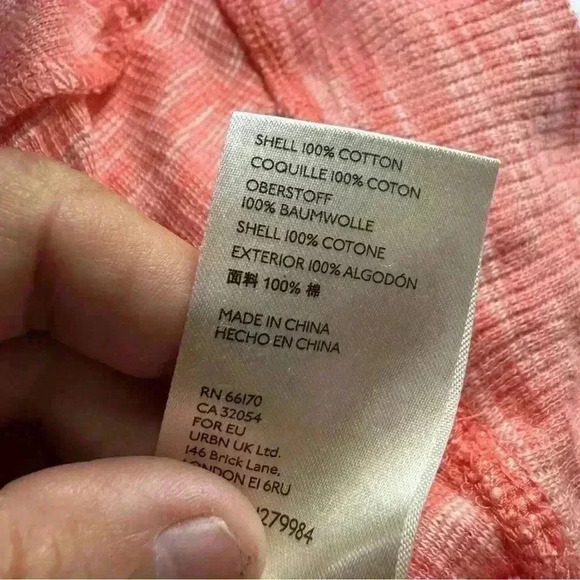 SHELL 100% COTTON
COQUILLE 100% COTON
OBERSTOFF
100% BAUMWOLLE
SHELL 100% COTONE
EXTERIOR 100% ALGODÓN
面料 100% 棉
MADE IN CHINA
HECHO EN CHINA
RN 66170
CA 32054
FOR EU
URBN UK Ltd.
146 Brick Lane,
LONDON E1 6RU